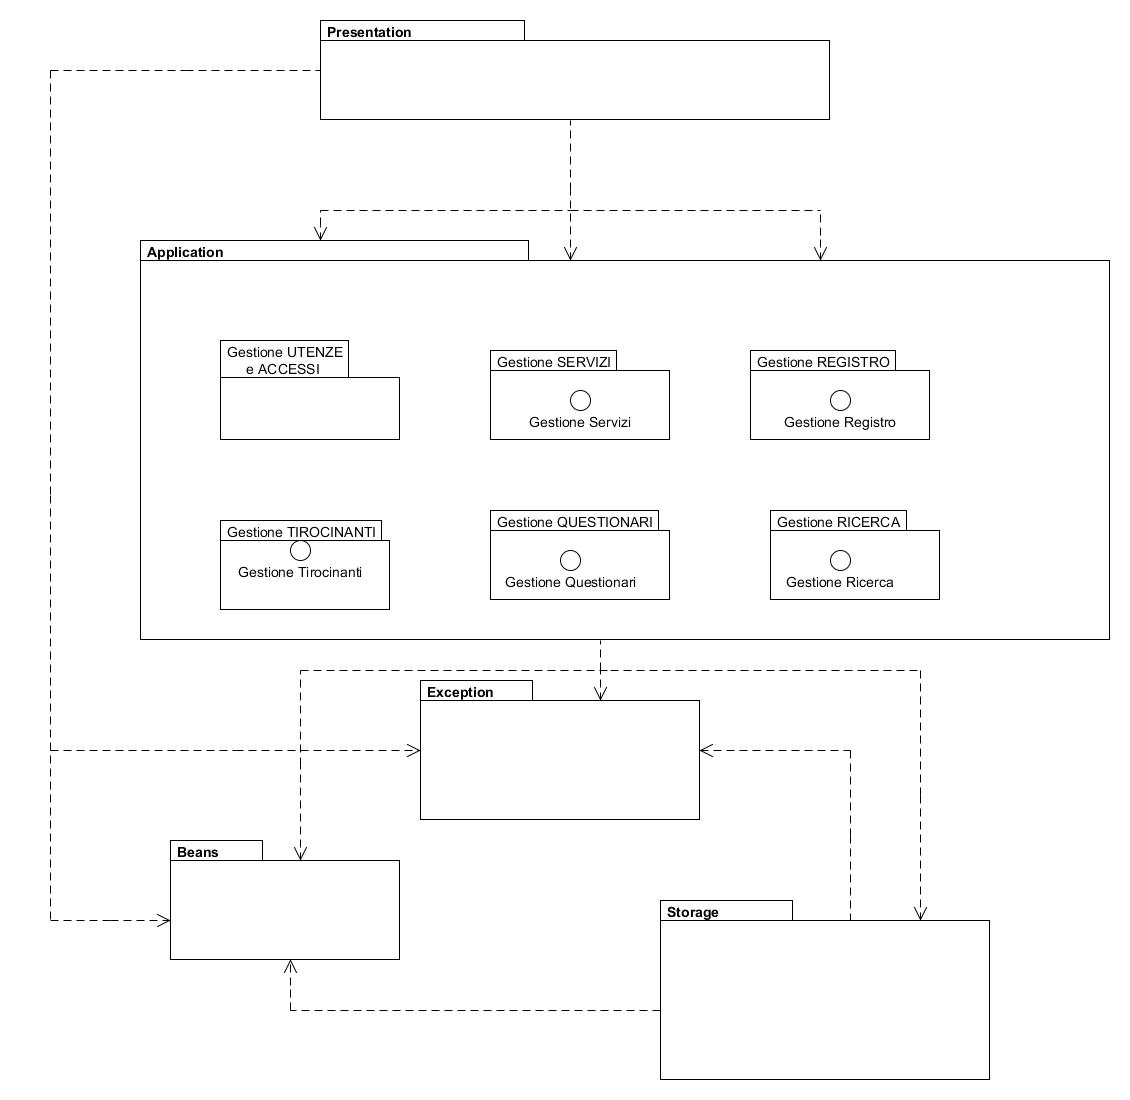 Presentation
Application
Gestione UTENZE
e ACCESSI
Gestione SERVIZI
Gestione Servizi
Gestione REGISTRO
Gestione Registro
Gestione TIROCINANTI
Gestione Tirocinanti
Gestione QUESTIONARI
Gestione Questionari
Gestione RICERCA
Gestione Ricerca
Exception
Beans
Storage